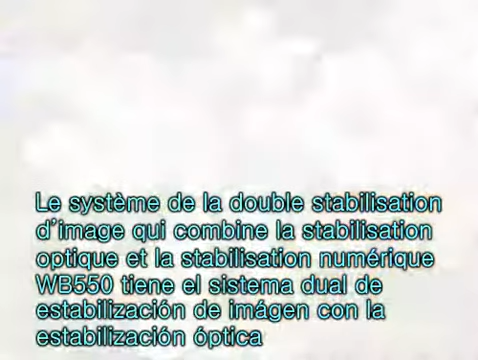 Le système de la double stabilisation
d'image qui combine la stabilisation
optique et la stabilisation numérique
WB550 tiene el sistema dual de
estabilización de imágen con la
estabilización óptica